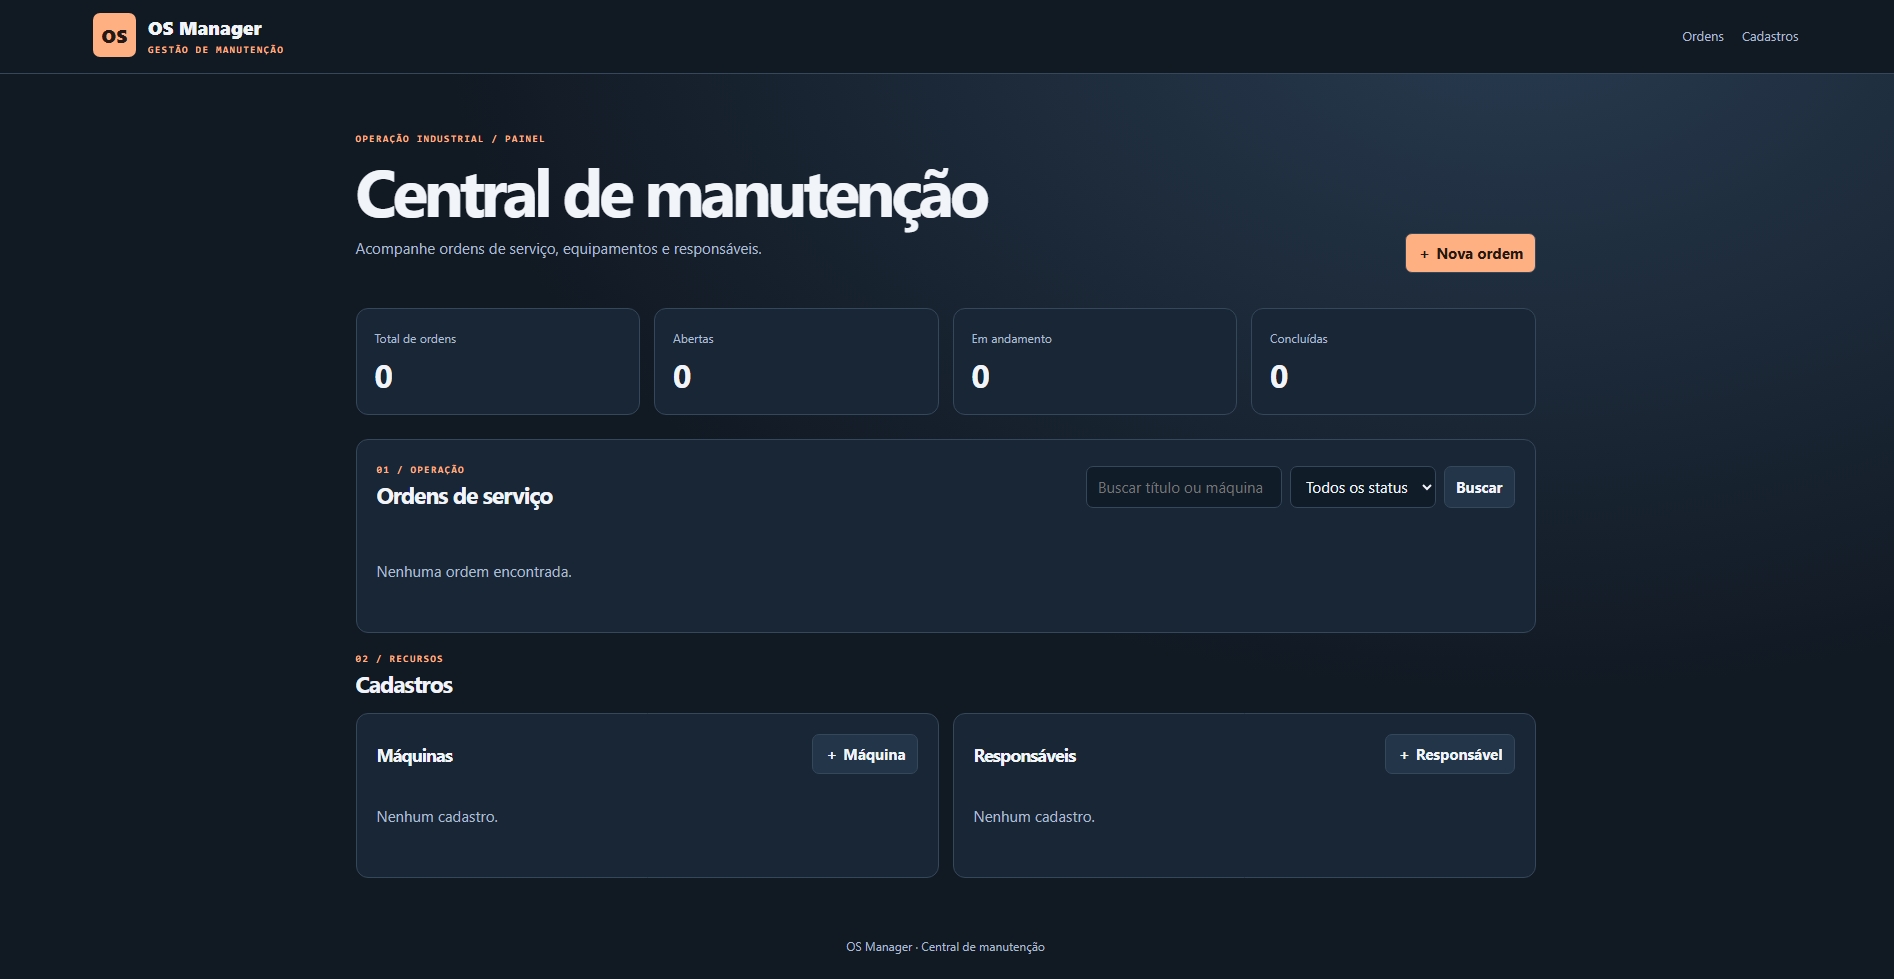 OS
OS Manager
GESTÃO DE MANUTENÇÃO
Ordens
Cadastros
OPERAÇÃO INDUSTRIAL / PAINEL
Central de manutenção
Acompanhe ordens de serviço, equipamentos e responsáveis.
+ Nova ordem
Total de ordens
0
Abertas
0
Em andamento
0
Concluídas
0
01 / OPERAÇÃO
Ordens de serviço
Buscar título ou máquina
Todos os status
Buscar
Nenhuma ordem encontrada.
02 / RECURSOS
Cadastros
Máquinas
+ Máquina
Nenhum cadastro.
Responsáveis
+ Responsável
Nenhum cadastro.
OS Manager · Central de manutenção